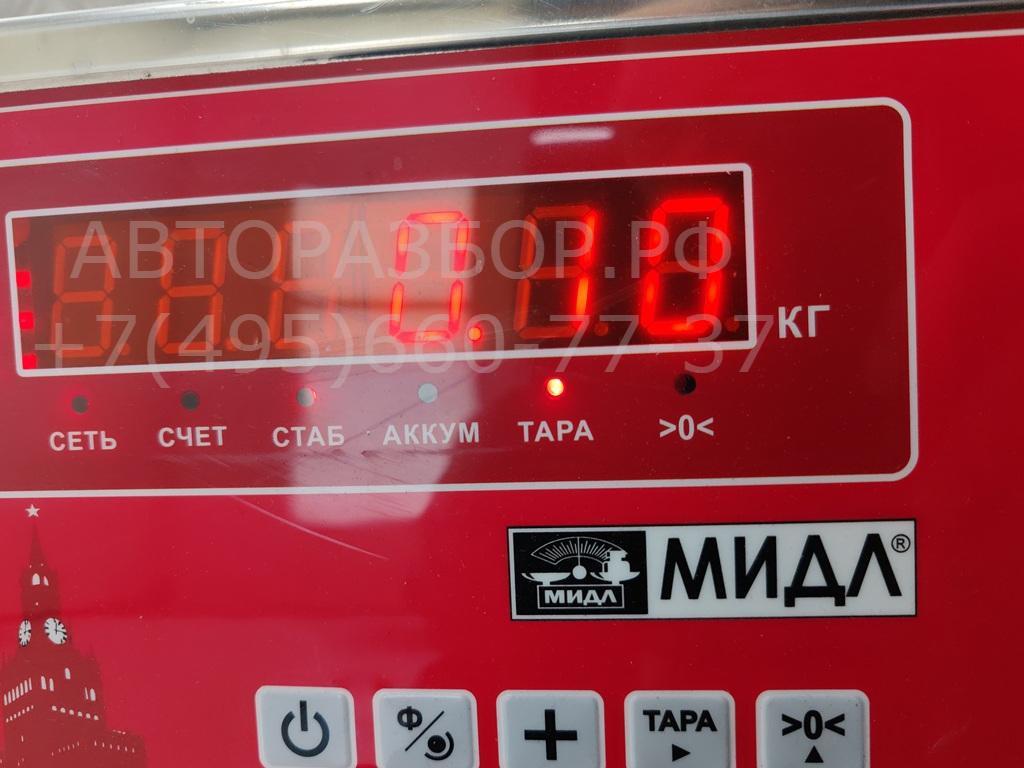 АВТОРАЗБОР.РФ
0.10
+7(495)660-77-37
КГ
СЕТЬ СЧЕТ СТАБ АККУМ ТАРА >0<
МИДЛ МИДЛ®
Ф ТАРА >0<